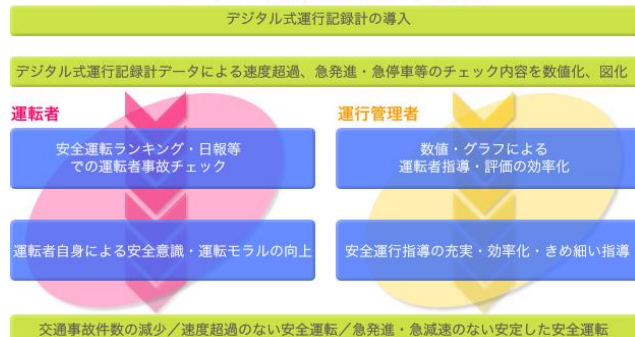 デジタル式運行記録計の導入
デジタル式運行記録計データによる速度超過、急発進・急停車等のチェック内容を数値化、図化
運転者
安全運転ランキング・日報等
での運転者事故チェック
運転者自身による安全意識・運転モラルの向上
運行管理者
数値・グラフによる
運転者指導・評価の効率化
安全運行指導の充実・効率化・きめ細い指導
交通事故件数の減少／速度超過のない安全運転／急発進・急減速のない安定した安全運転